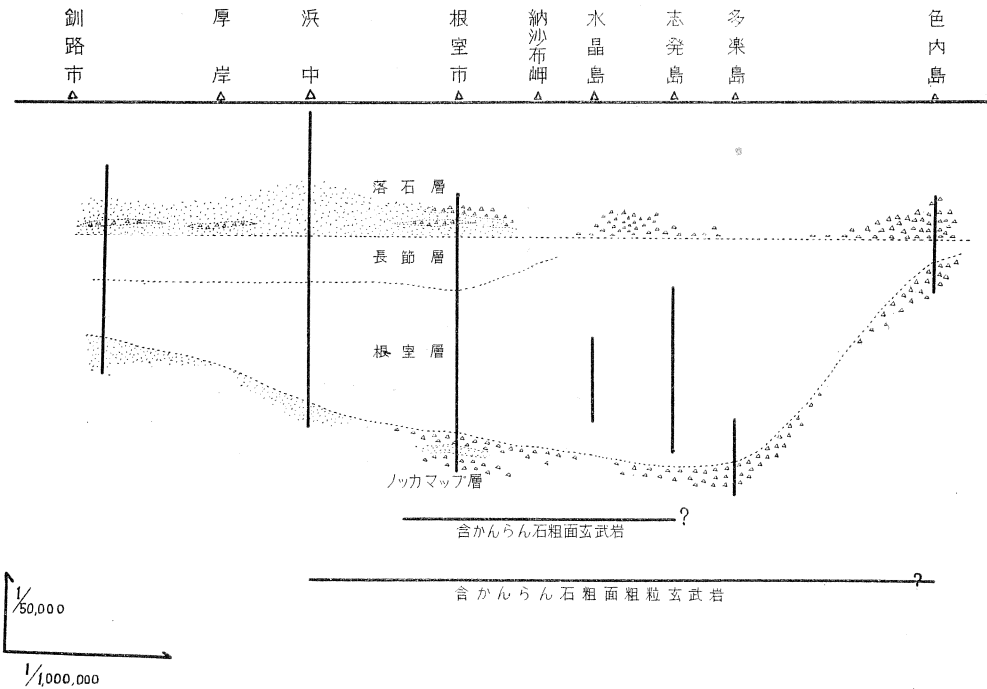 釧路市
厚岸
浜中
根室市
納沙布岬
水晶島
志発島
多楽島
色内島
落石層
長節層
根室層
ノッカマップ層
?
含かんらん石粗面玄武岩
?
含かんらん石粗面粗粒玄武岩
1/50,000
1/1,000,000